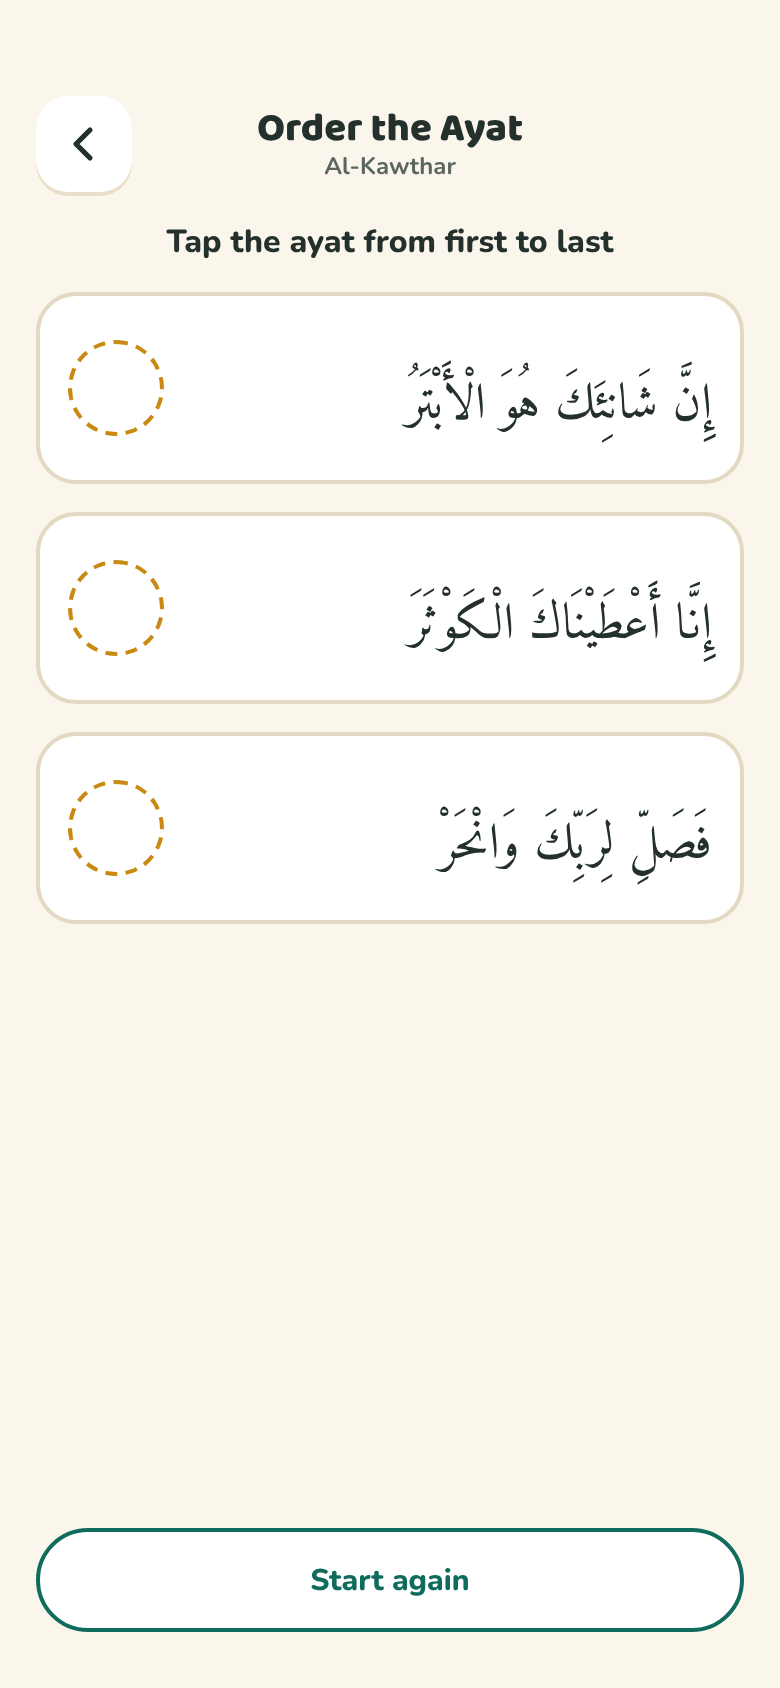 Order the Ayat
Al-Kawthar
Tap the ayat from first to last
إِنَّ شَانِئَكَ هُوَ الْأَبْتَرُ
إِنَّا أَعْطَيْنَاكَ الْكَوْثَرَ
فَصَلِّ لِرَبِّكَ وَانْحَرْ
Start again